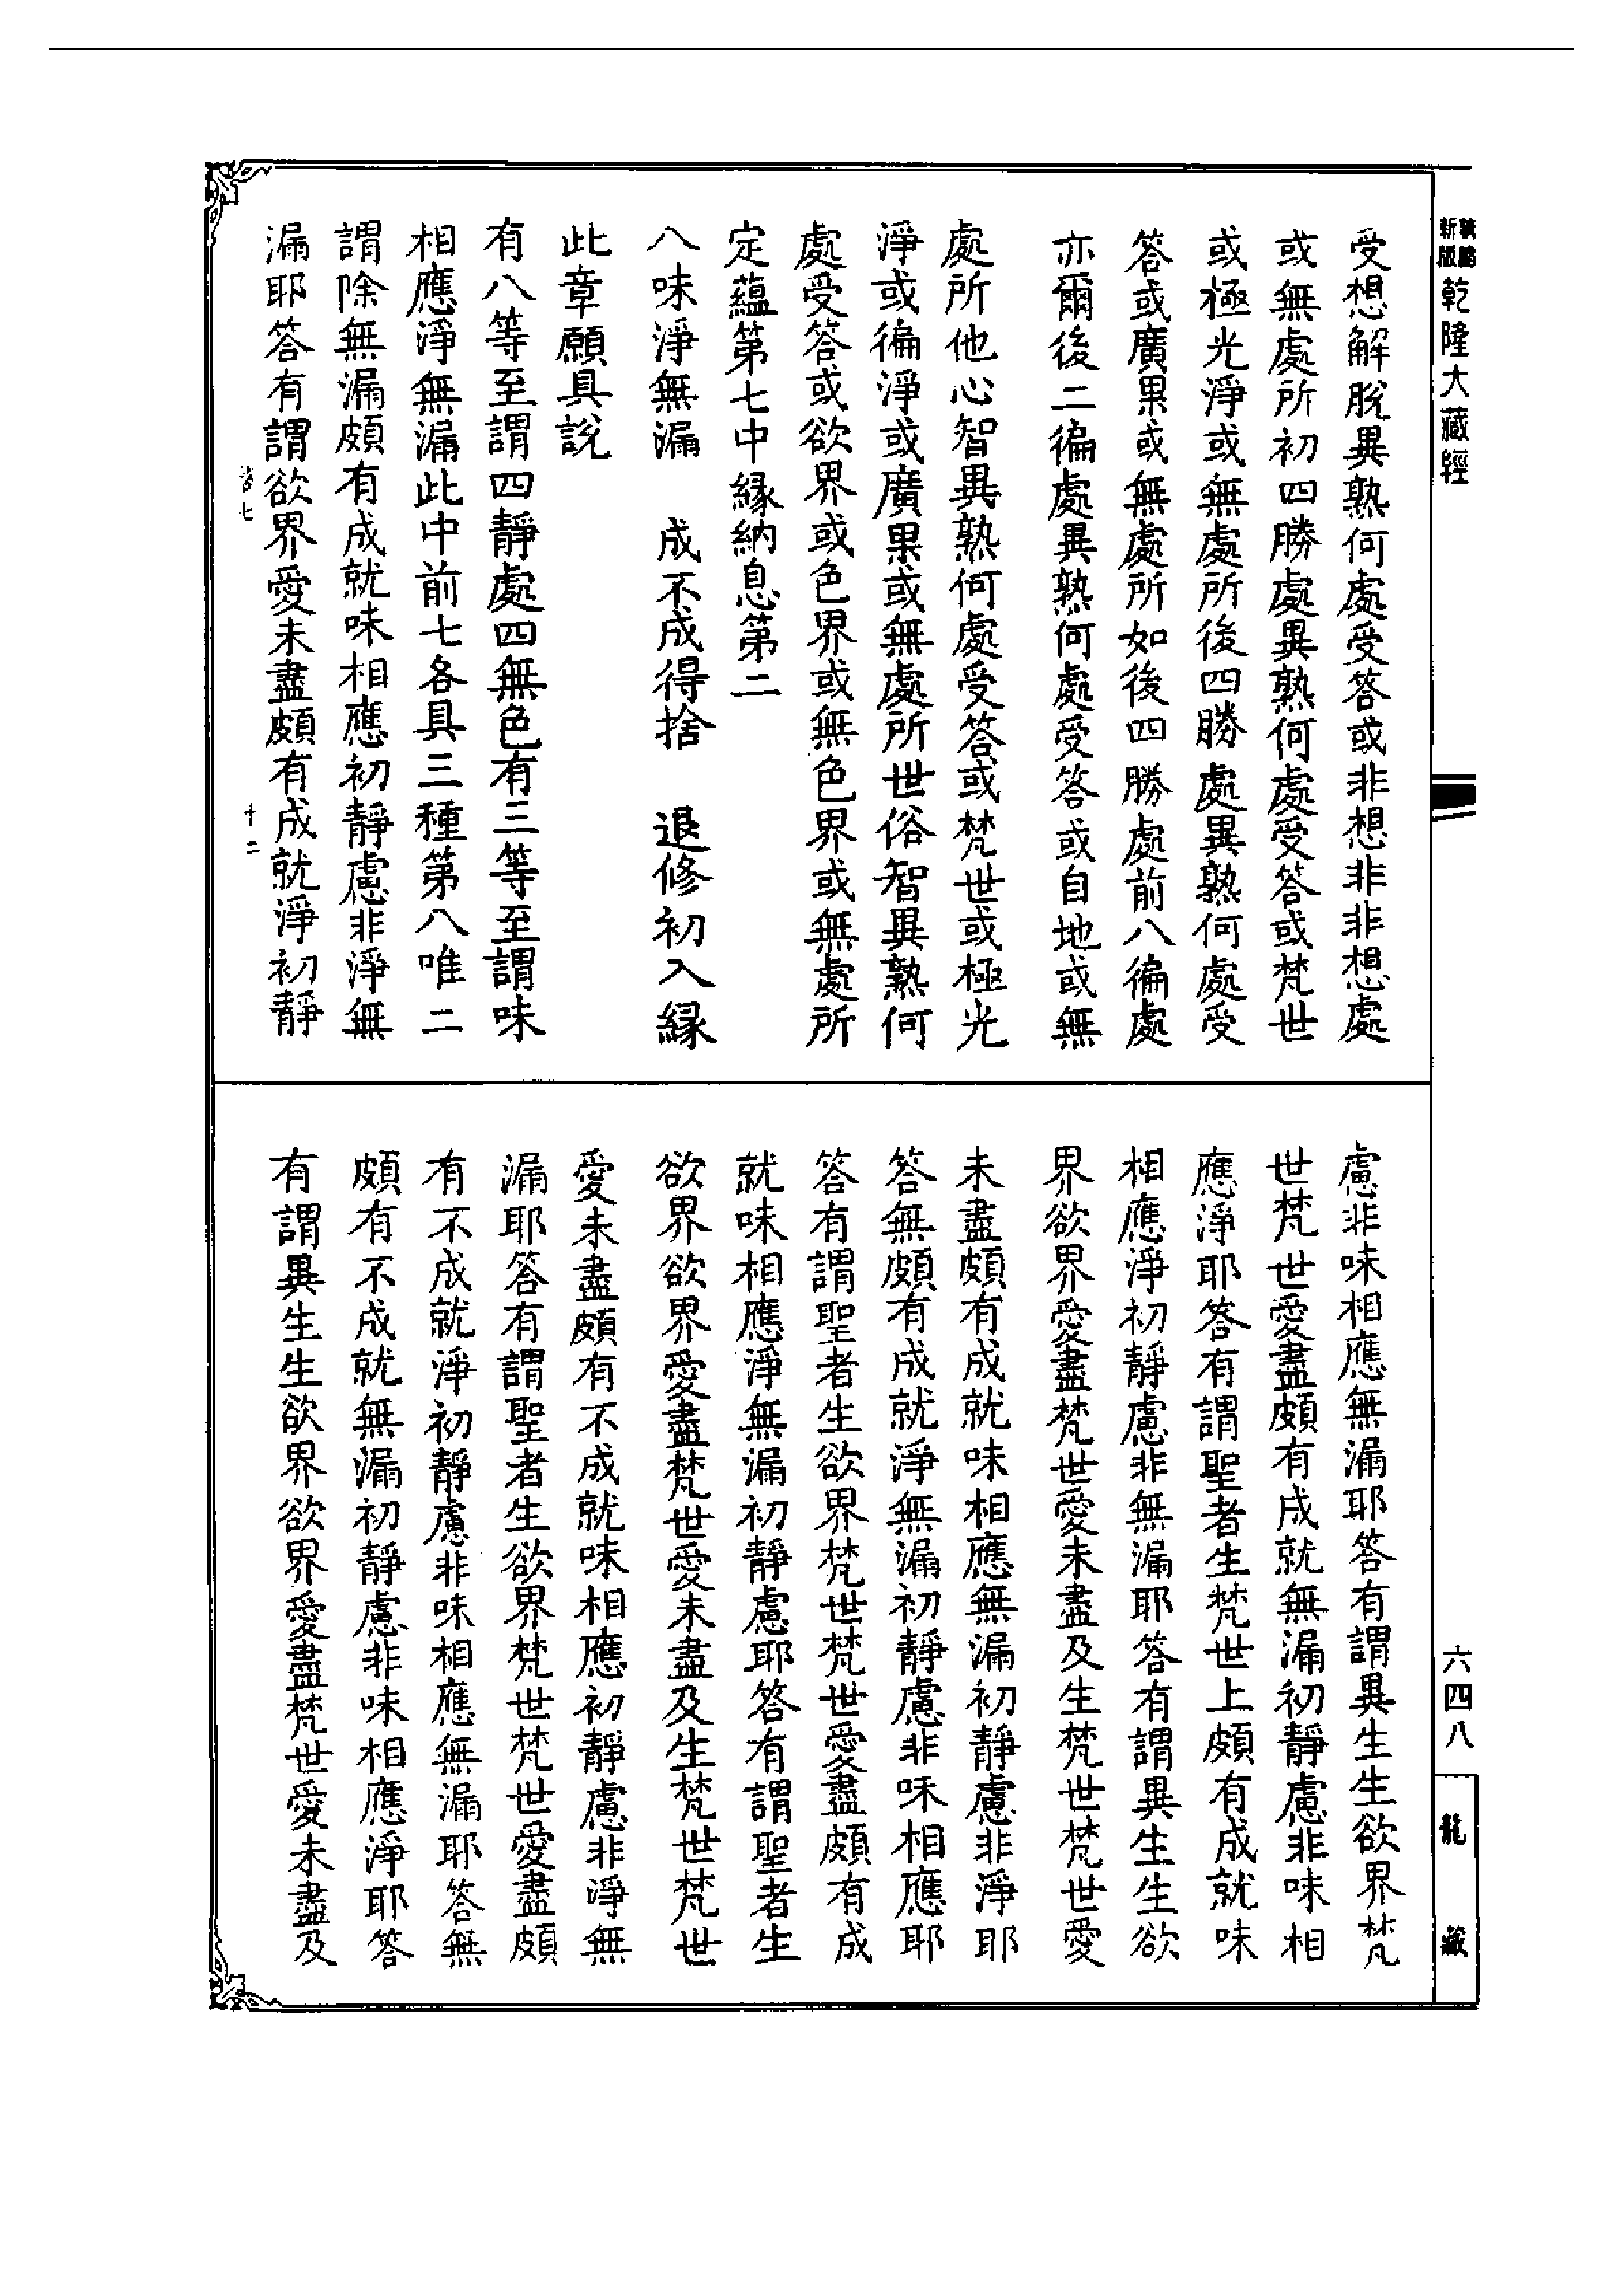 新版
乾隆大藏經
受想解脫異熟何處受答或非想非非想處
或無處所初四勝處異熟何處受答或梵世
或極光淨或無處所後四勝處異熟何處受
答或廣果或無處所如後四勝處前八徧處
亦爾後二徧處異熟何處受答或自地或無
處所他心智異熟何處受答或梵世或極光
淨或徧淨或廣果或無處所世俗智異熟何
處受答或欲界或色界或無色界或無處所
定蘊第七中緣納息第二
八味淨無漏　成不成得捨　退修初入緣
此章願具說
有八等至謂四靜處四無色有三等至謂味
相應淨無漏此中前七各具三種第八唯二
謂除無漏頗有成就味相應初靜慮非淨無
漏耶答有謂欲界愛未盡頗有成就淨初靜
十二
慮非味相應無漏耶答有謂異生生欲界梵
世梵世愛盡頗有成就無漏初靜慮非味相
應淨耶答有謂聖者生梵世上頗有成就味
相應淨初靜慮非無漏耶答有謂異生生欲
界欲界愛盡梵世愛未盡及生梵世梵世愛
未盡頗有成就味相應無漏初靜慮非淨耶
答無頗有成就淨無漏初靜慮非味相應耶
答有謂聖者生欲界梵世梵世愛盡頗有成
就味相應淨無漏初靜慮耶答有謂聖者生
欲界欲界愛盡梵世愛未盡及生梵世梵世
愛未盡頗有不成就味相應初靜慮非淨無
漏耶答有謂聖者生欲界梵世梵世愛盡頗
有不成就淨初靜慮非味相應無漏耶答無
頗有不成就無漏初靜慮非味相應淨耶答
有謂異生生欲界欲界愛盡梵世愛未盡及
六四八
龍藏